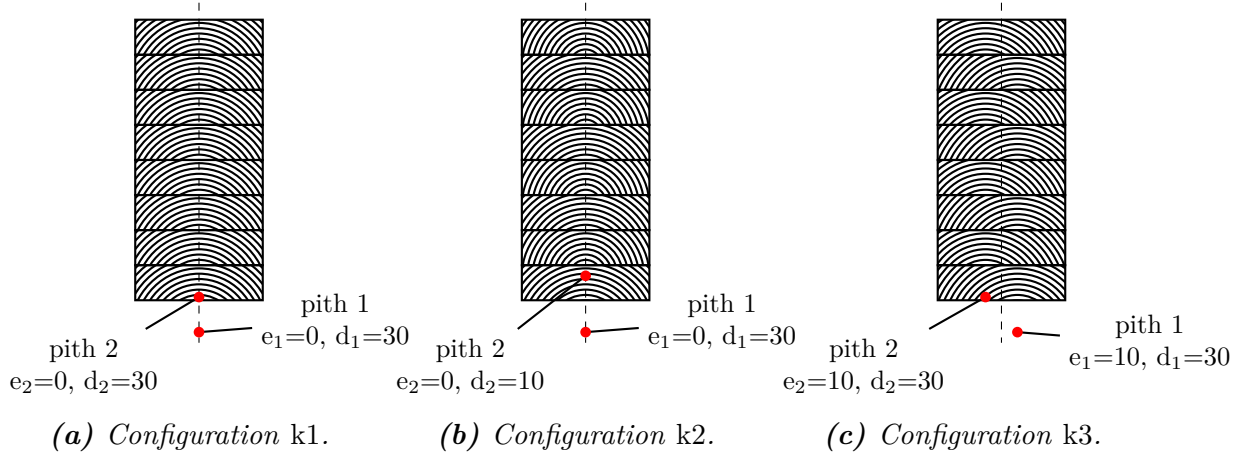 pith 1
e₁=0, d₁=30
pith 2
e₂=0, d₂=30
(a) Configuration k1.
pith 1
e₁=0, d₁=30
pith 2
e₂=0, d₂=10
(b) Configuration k2.
pith 1
e₁=10, d₁=30
pith 2
e₂=10, d₂=30
(c) Configuration k3.